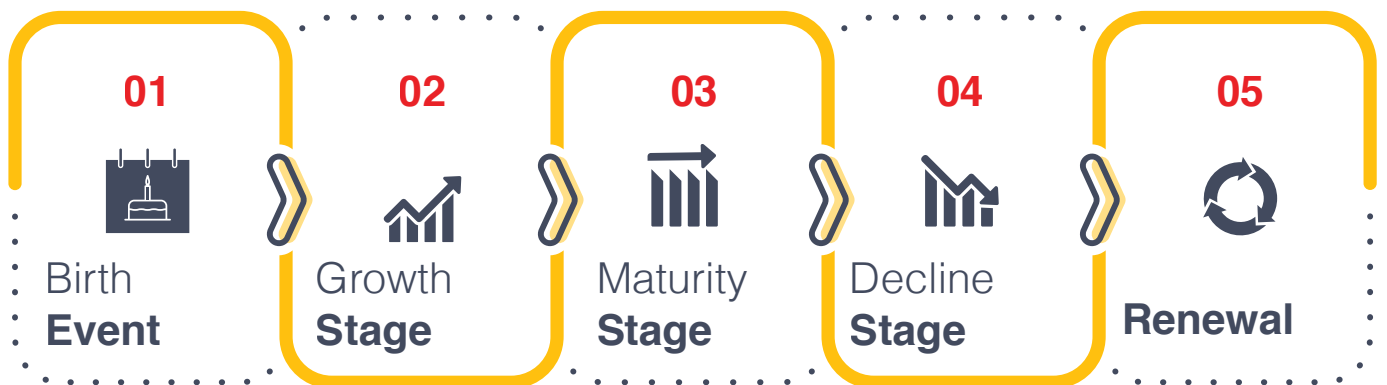 01
Birth
Event
02
Growth
Stage
03
Maturity
Stage
04
Decline
Stage
05
Renewal